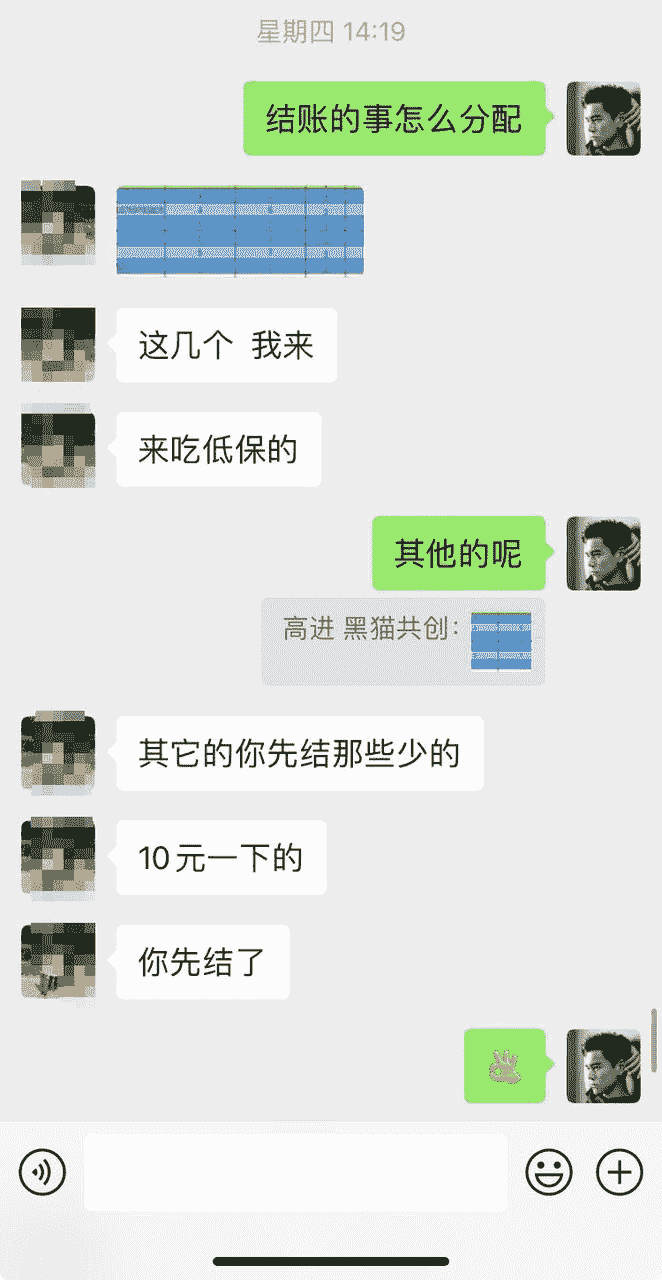 星期四 14:19
结账的事怎么分配
这几个 我来
来吃低保的
其他的呢
高进 黑猫共创：
其它的你先结那些少的
10元一下的
你先结了